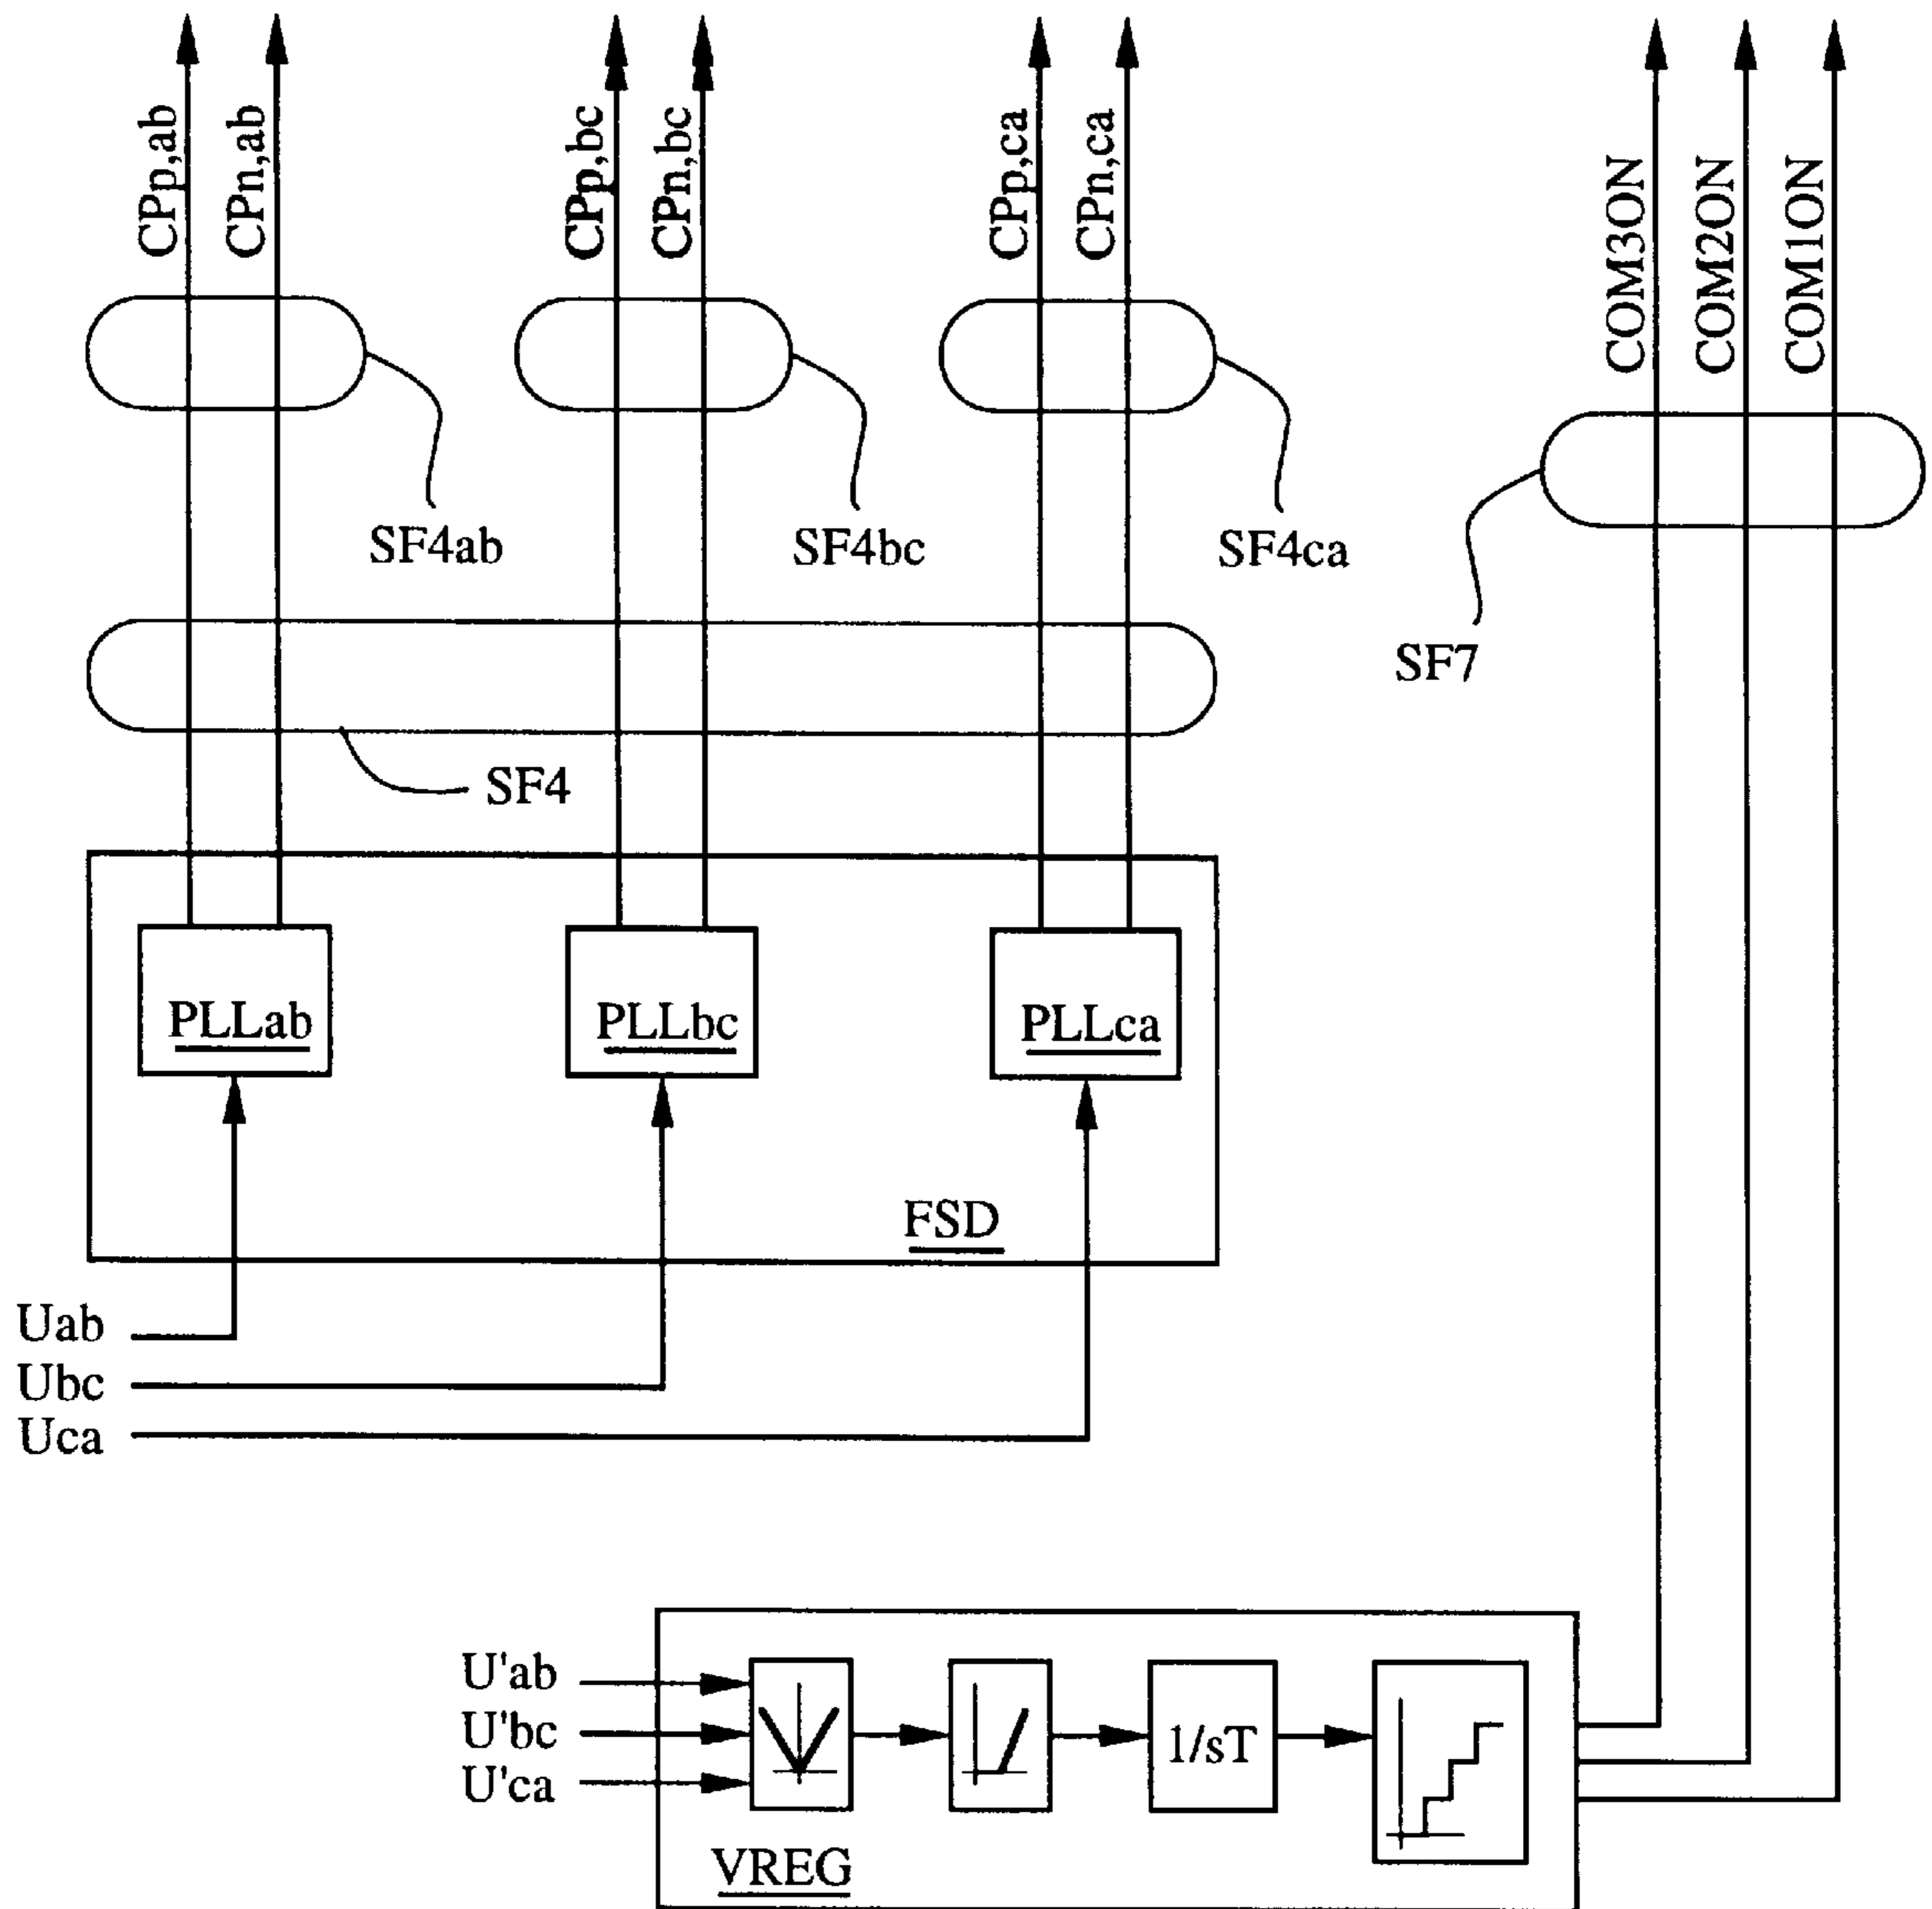 CPp,ab
CPn,ab
CPp,bc
CPn,bc
CPp,ca
CPn,ca
COM3ON
COM2ON
COM1ON
SF4ab
SF4bc
SF4ca
SF7
SF4
PLLab
PLLbc
PLLca
FSD
Uab
Ubc
Uca
U'ab
U'bc
U'ca
1/sT
VREG